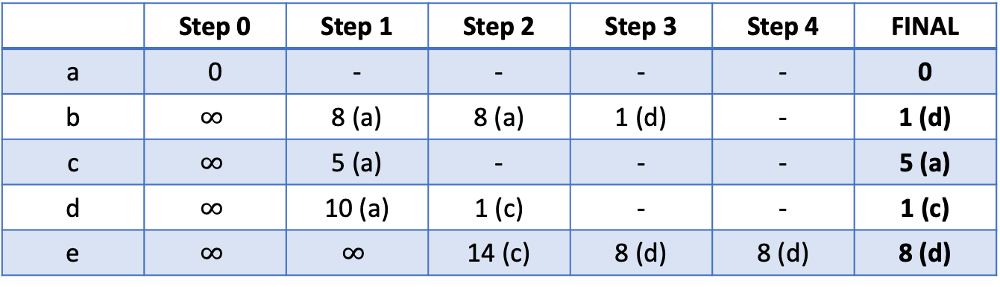 Step 0 Step 1 Step 2 Step 3 Step 4 FINAL
a 0 - - - - 0
b ∞ 8 (a) 8 (a) 1 (d) - 1 (d)
c ∞ 5 (a) - - - 5 (a)
d ∞ 10 (a) 1 (c) - - 1 (c)
e ∞ ∞ 14 (c) 8 (d) 8 (d) 8 (d)